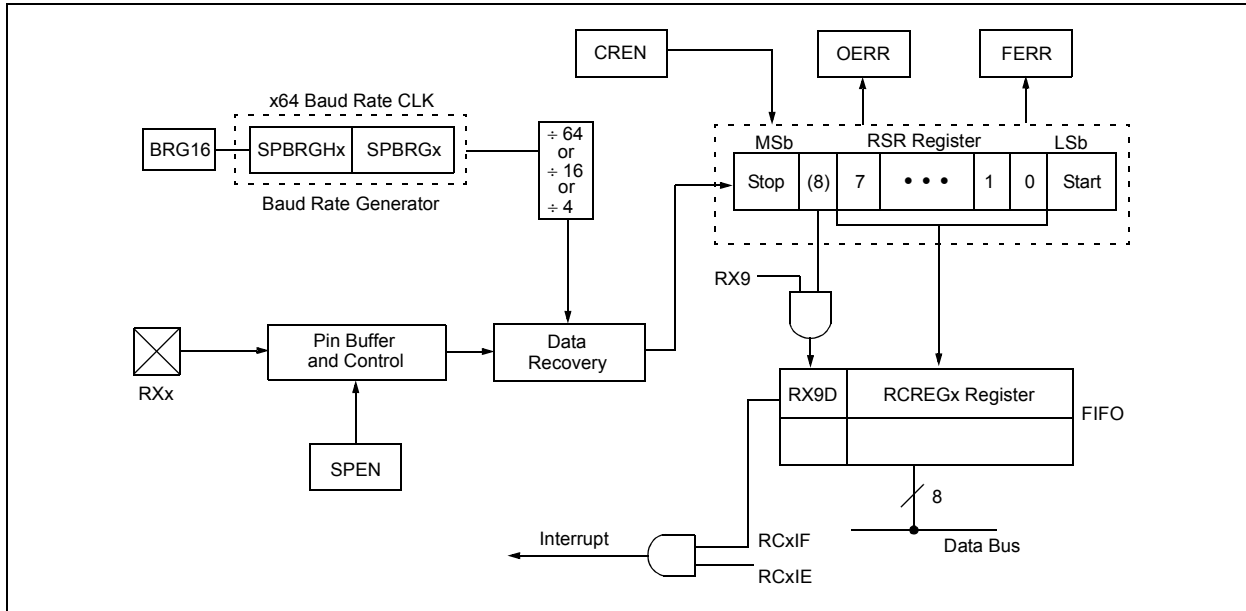 CREN
OERR
FERR
x64 Baud Rate CLK
BRG16
SPBRGHx
SPBRGx
Baud Rate Generator
÷ 64
or
÷ 16
or
÷ 4
MSb
RSR Register
LSb
Stop
(8)
7
• • •
1
0
Start
RX9
RXx
Pin Buffer
and Control
Data
Recovery
SPEN
RX9D
RCREGx Register
FIFO
8
Data Bus
Interrupt
RCxIF
RCxIE